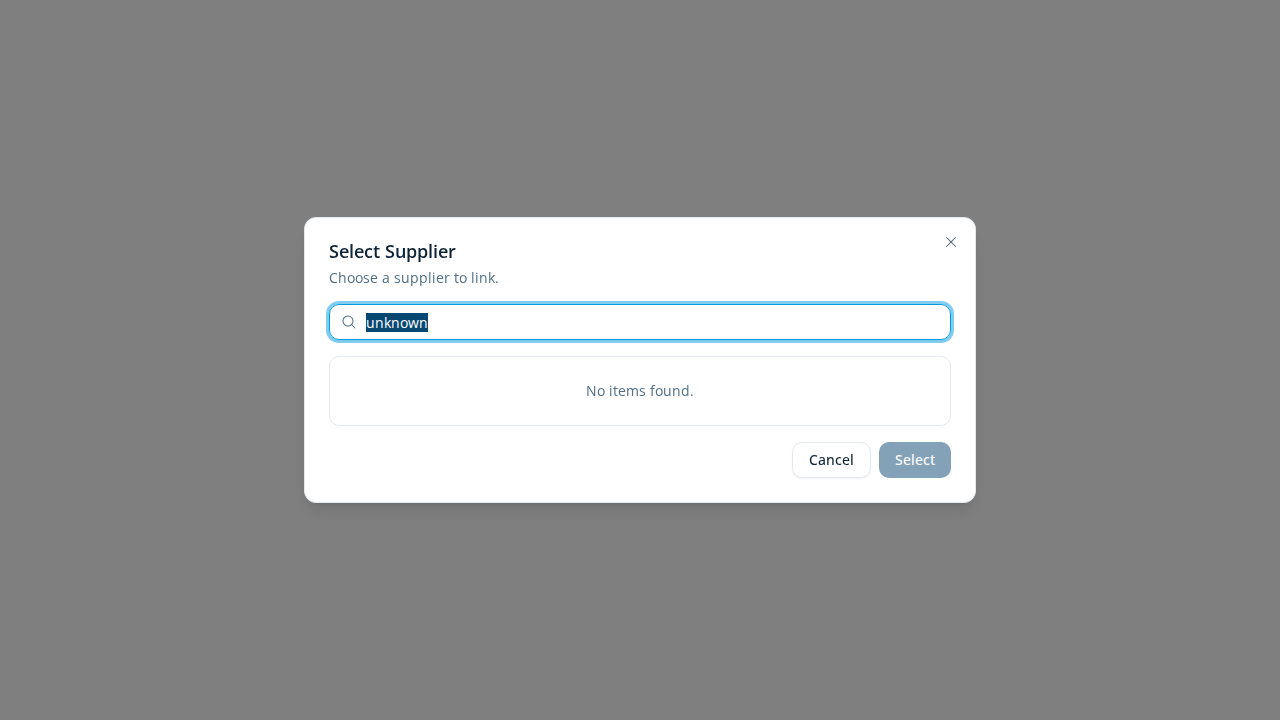 Select Supplier
Choose a supplier to link.
unknown
No items found.
Cancel
Select